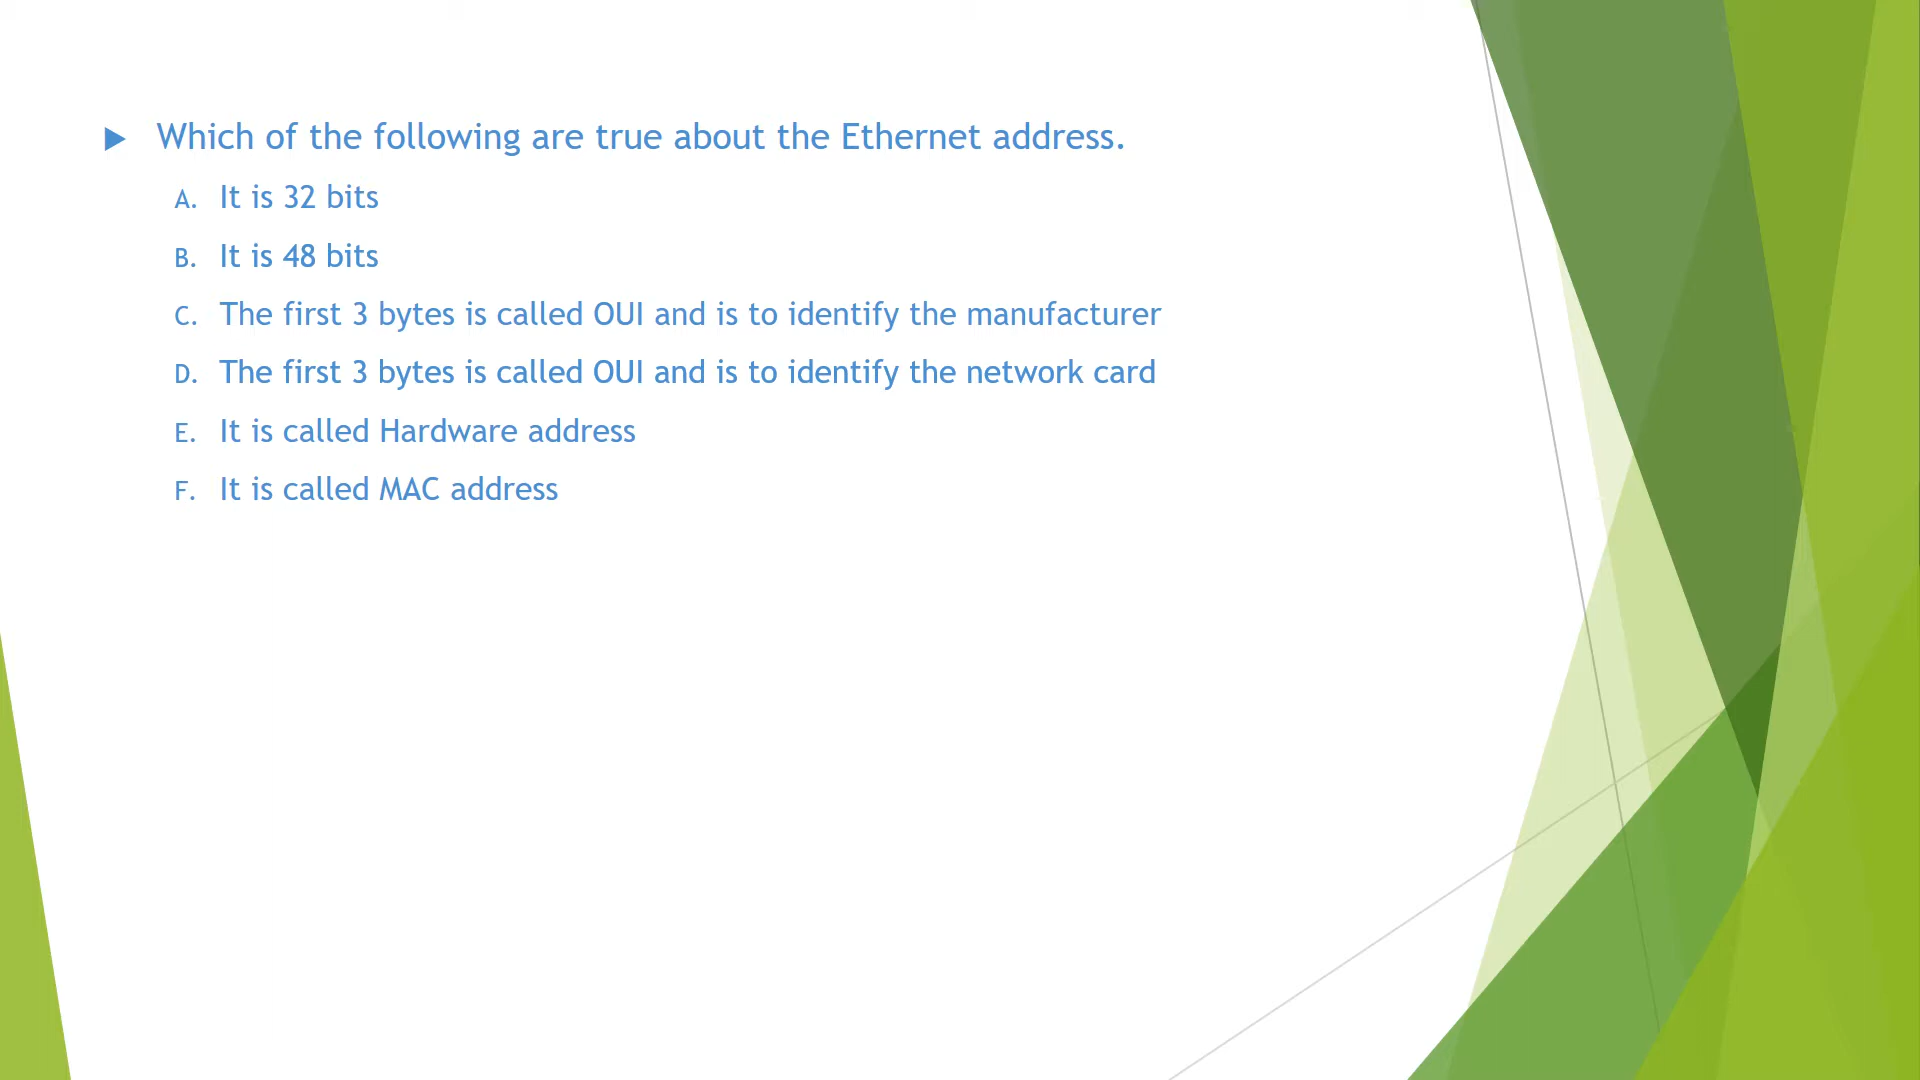 Which of the following are true about the Ethernet address.
A. It is 32 bits
B. It is 48 bits
C. The first 3 bytes is called OUI and is to identify the manufacturer
D. The first 3 bytes is called OUI and is to identify the network card
E. It is called Hardware address
F. It is called MAC address